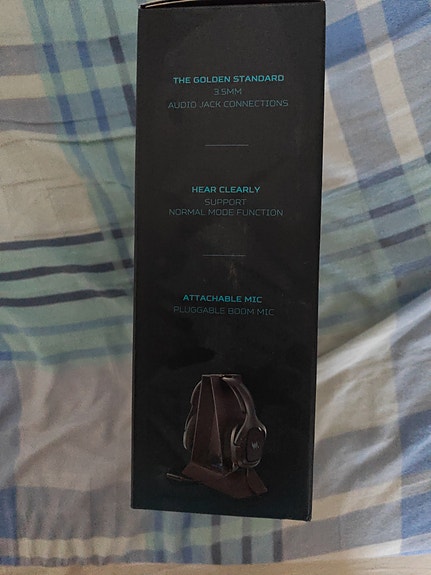 THE GOLDEN STANDARD
3.5MM
AUDIO JACK CONNECTIONS
HEAR CLEARLY
SUPPORT
NORMAL MODE FUNCTION
ATTACHABLE MIC
PLUGGABLE BOOM MIC